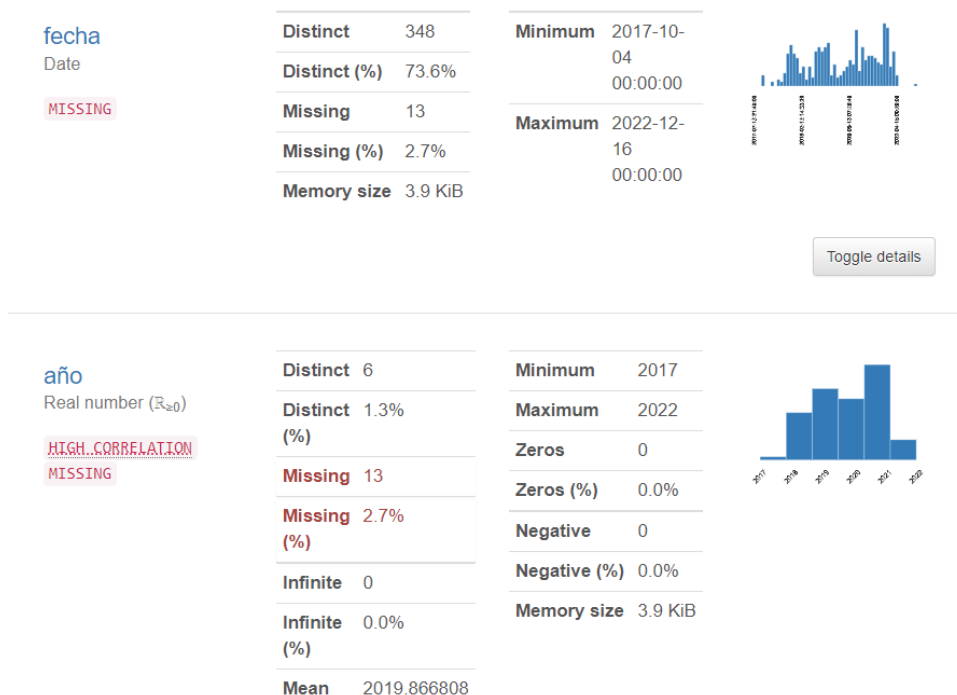 fecha
Date
MISSING
Distinct 348
Distinct (%) 73.6%
Missing 13
Missing (%) 2.7%
Memory size 3.9 KiB
Minimum 2017-10-
04
00:00:00
Maximum 2022-12-
16
00:00:00
Toggle details
año
Real number (ℝ≥0)
HIGH CORRELATION
MISSING
Distinct 6
Distinct 1.3%
(%)
Missing 13
Missing 2.7%
(%)
Infinite 0
Infinite 0.0%
(%)
Mean 2019.866808
Minimum 2017
Maximum 2022
Zeros 0
Zeros (%) 0.0%
Negative 0
Negative (%) 0.0%
Memory size 3.9 KiB
2017
2018
2019
2020
2021
2022